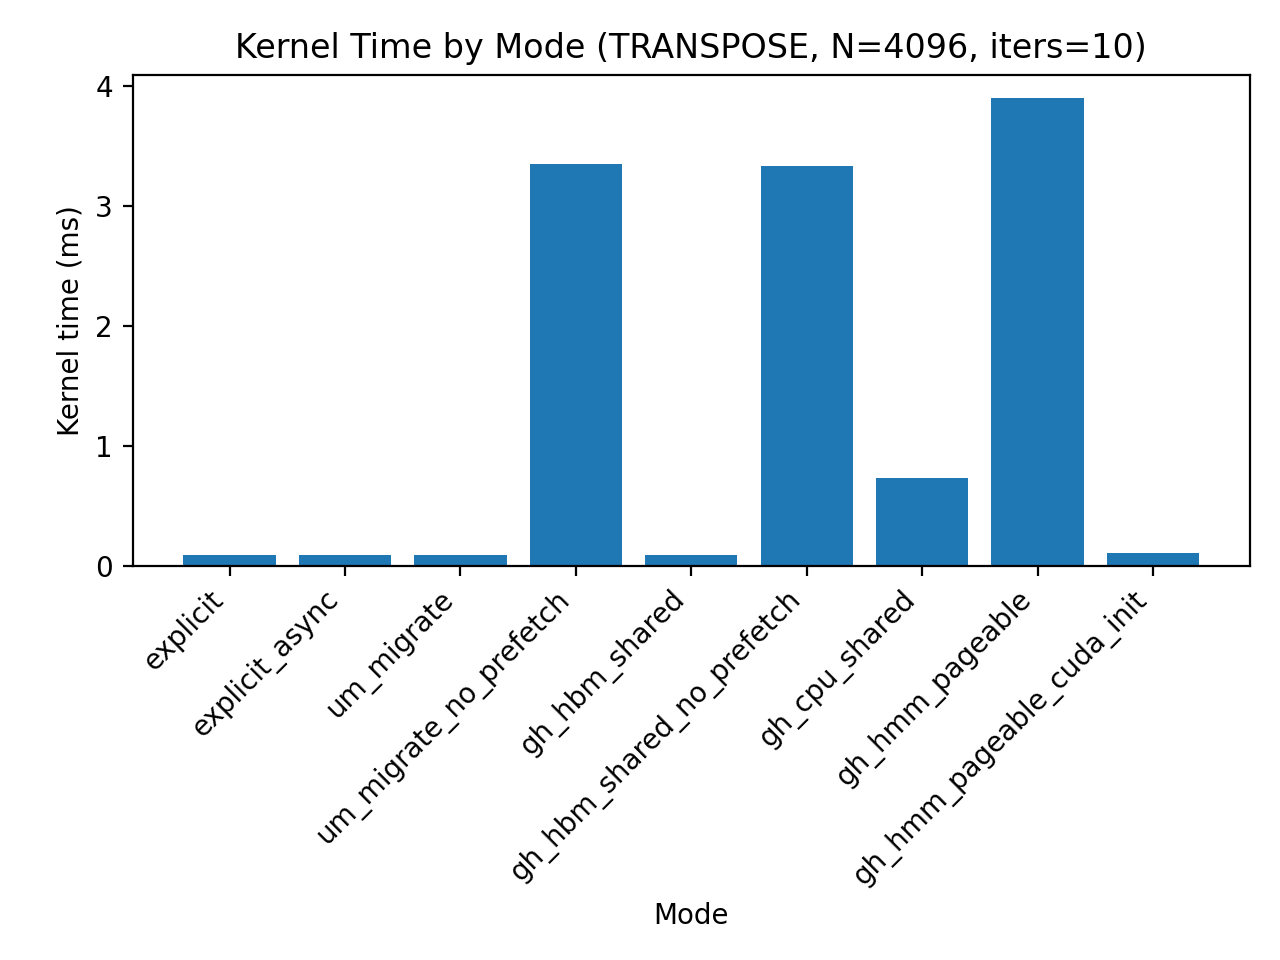 Kernel Time by Mode (TRANSPOSE, N=4096, iters=10)
Kernel time (ms)
4
3
2
1
0
explicit
explicit_async
um_migrate
um_migrate_no_prefetch
gh_hbm_shared
gh_hbm_shared_no_prefetch
gh_cpu_shared
gh_hmm_pageable
gh_hmm_pageable_cuda_init
Mode